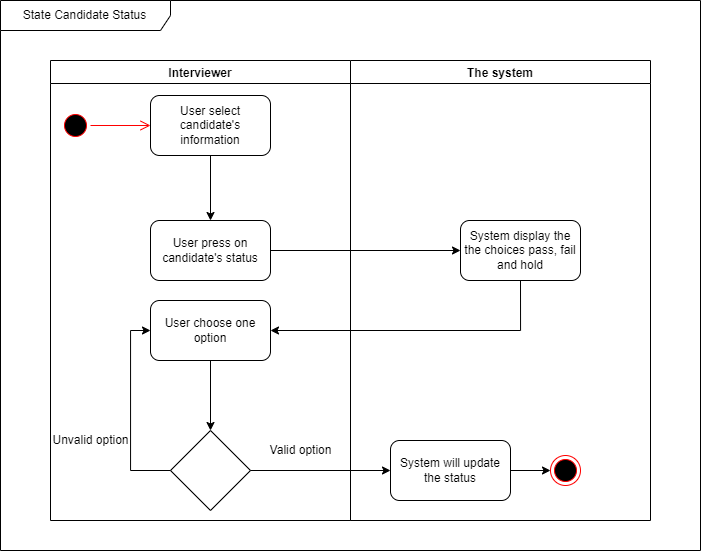 State Candidate Status
Interviewer
The system
User select
candidate's
information
User press on
candidate's status
System display the
the choices pass, fail
and hold
User choose one
option
Unvalid option
Valid option
System will update
the status